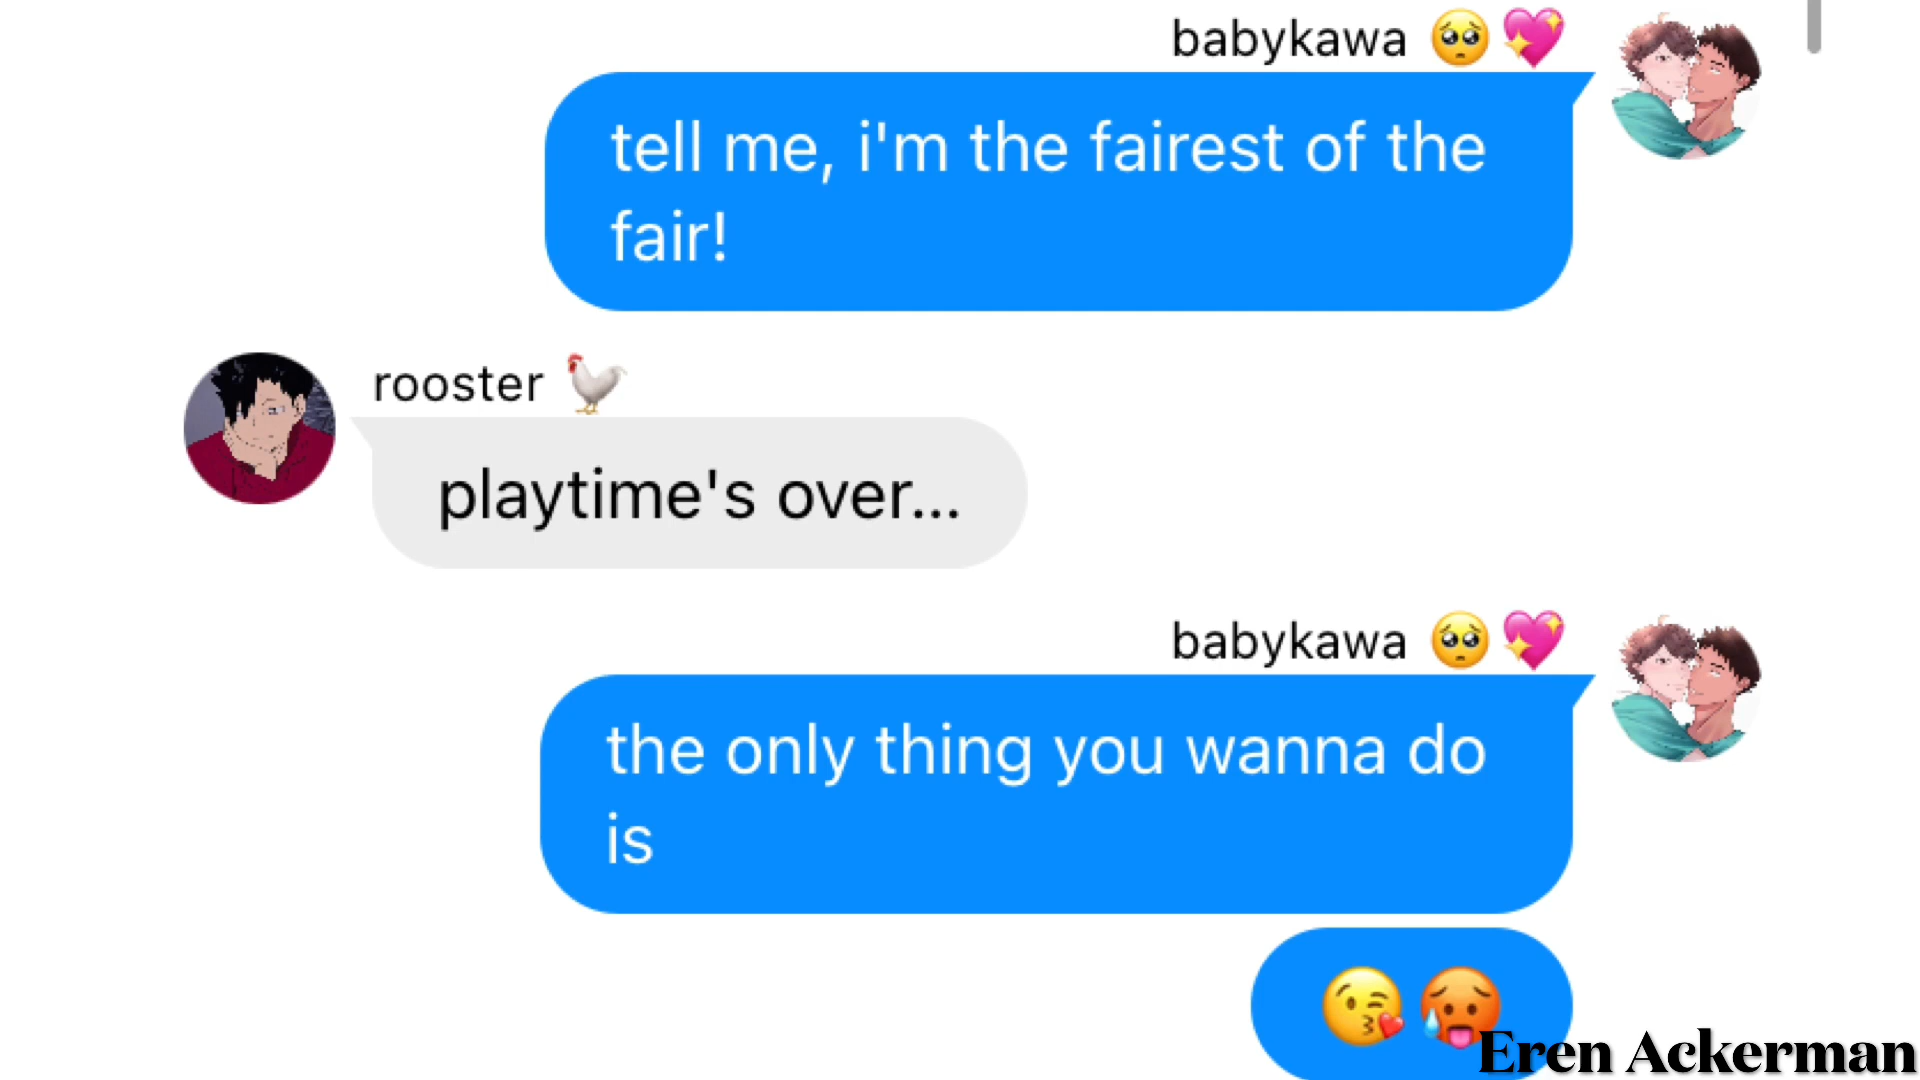 babykawa 🥺💖
tell me, i'm the fairest of the
fair!
rooster 🐓
playtime's over...
babykawa 🥺💖
the only thing you wanna do
is
😘🥵
Eren Ackerman